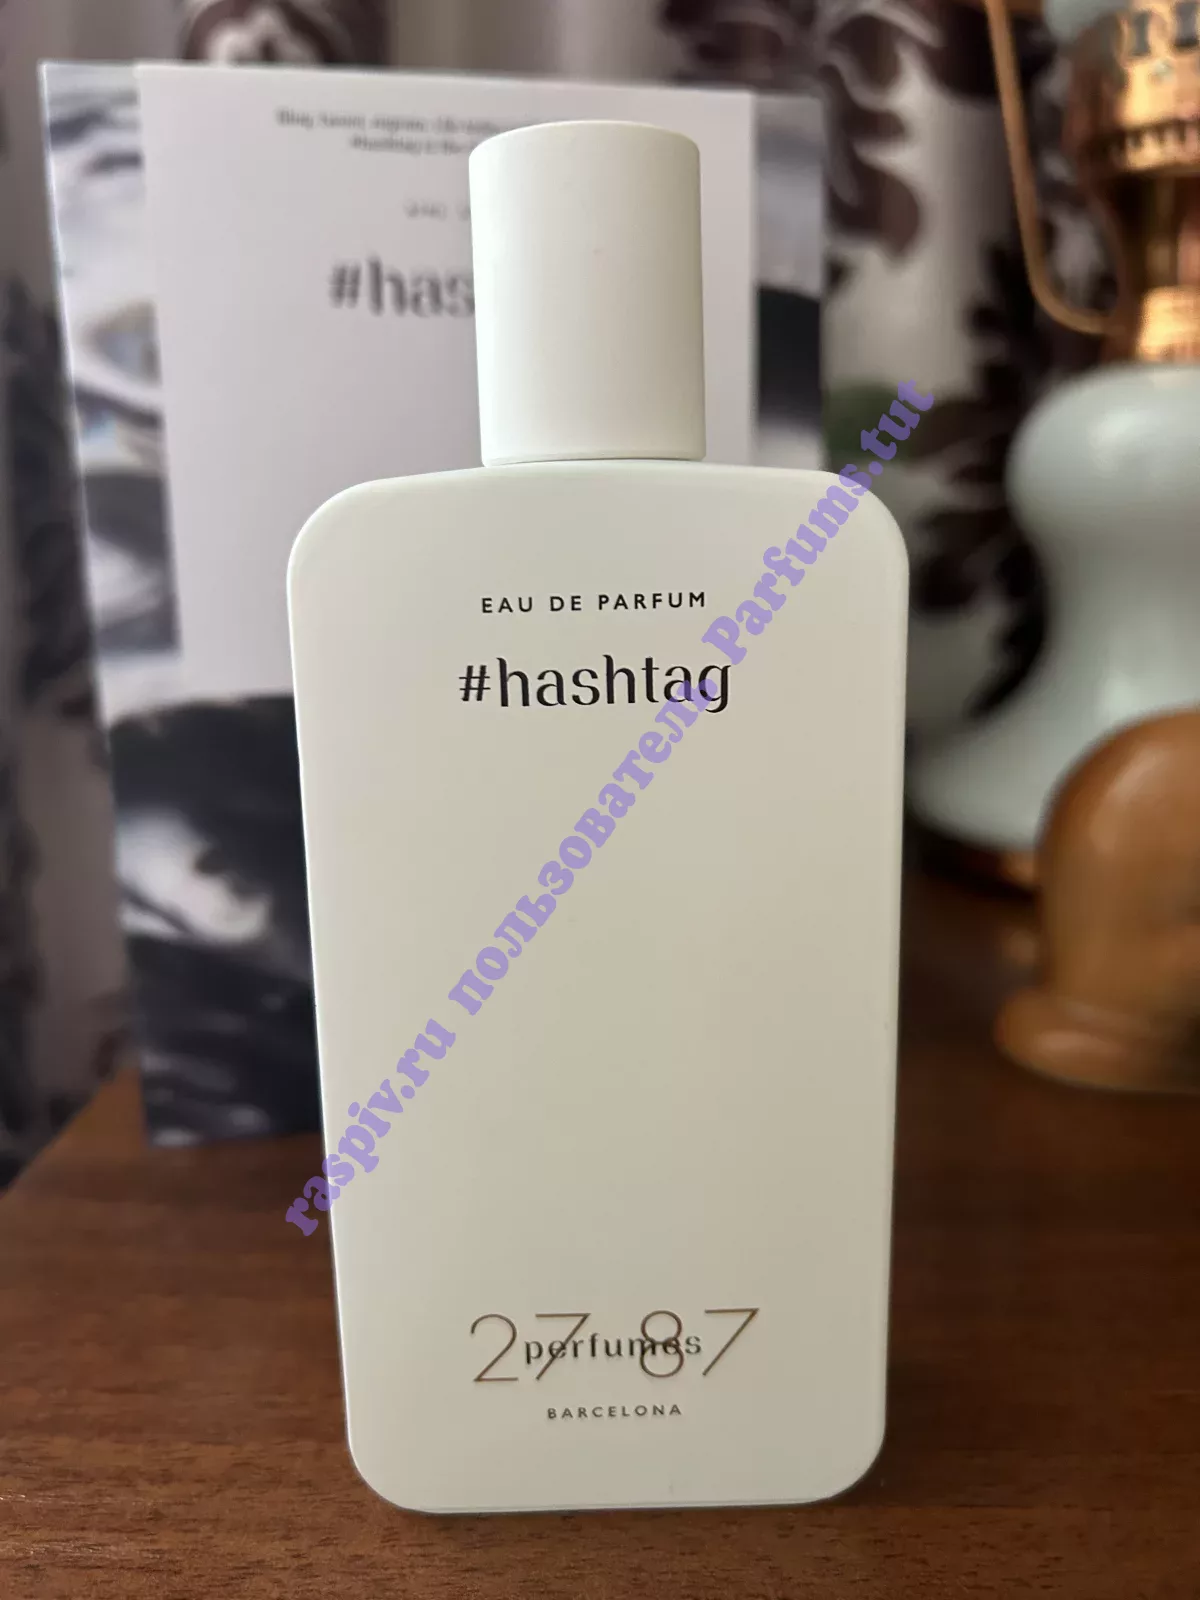 #has
EAU DE PARFUM
#hashtag
raspiv.ru пользователь Parfums.tut
27 87
perfumes
BARCELONA